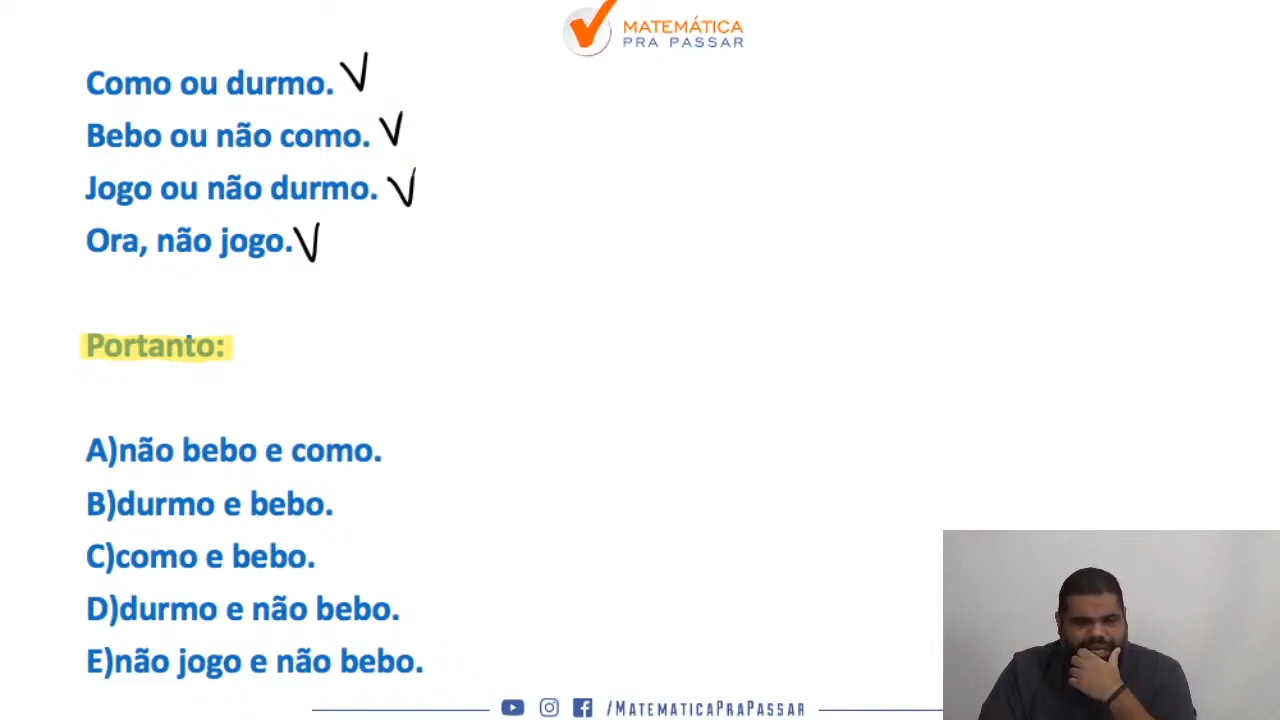 MATEMÁTICA
PRA PASSAR
Como ou durmo. V
Bebo ou não como. V
Jogo ou não durmo. V
Ora, não jogo. V
Portanto:
A)não bebo e como.
B)durmo e bebo.
C)como e bebo.
D)durmo e não bebo.
E)não jogo e não bebo.
/MATEMATICAPRAPASSAR